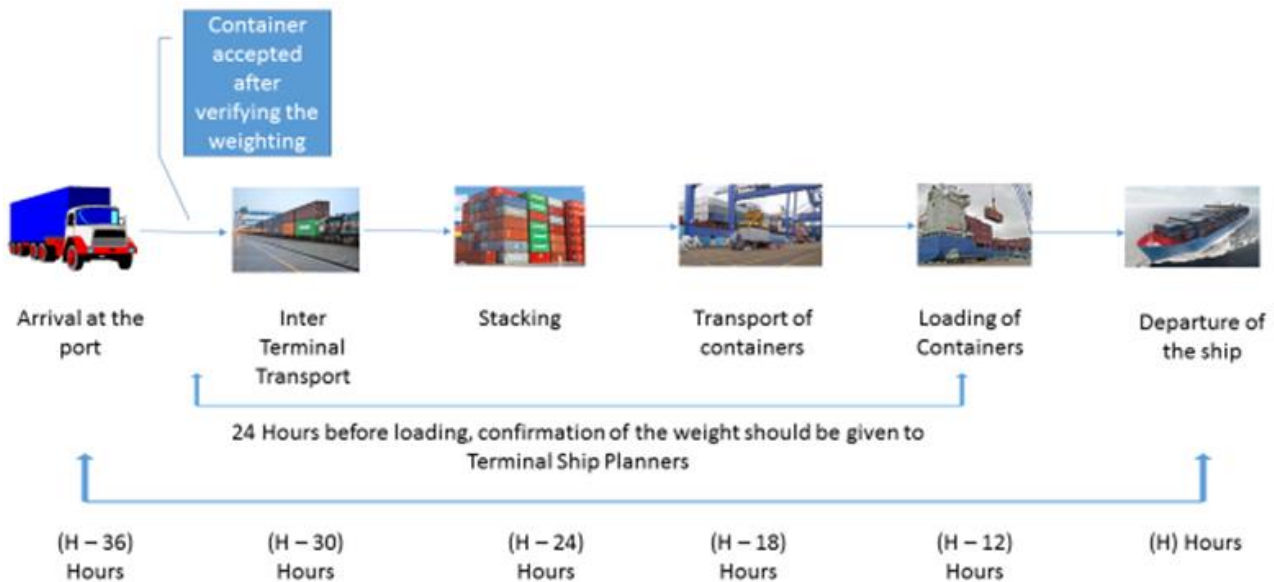 Container
accepted
after
verifying the
weighting
Arrival at the
port
Inter
Terminal
Transport
Stacking
Transport of
containers
Loading of
Containers
Departure of
the ship
24 Hours before loading, confirmation of the weight should be given to
Terminal Ship Planners
(H – 36)
Hours
(H – 30)
Hours
(H – 24)
Hours
(H – 18)
Hours
(H – 12)
Hours
(H) Hours